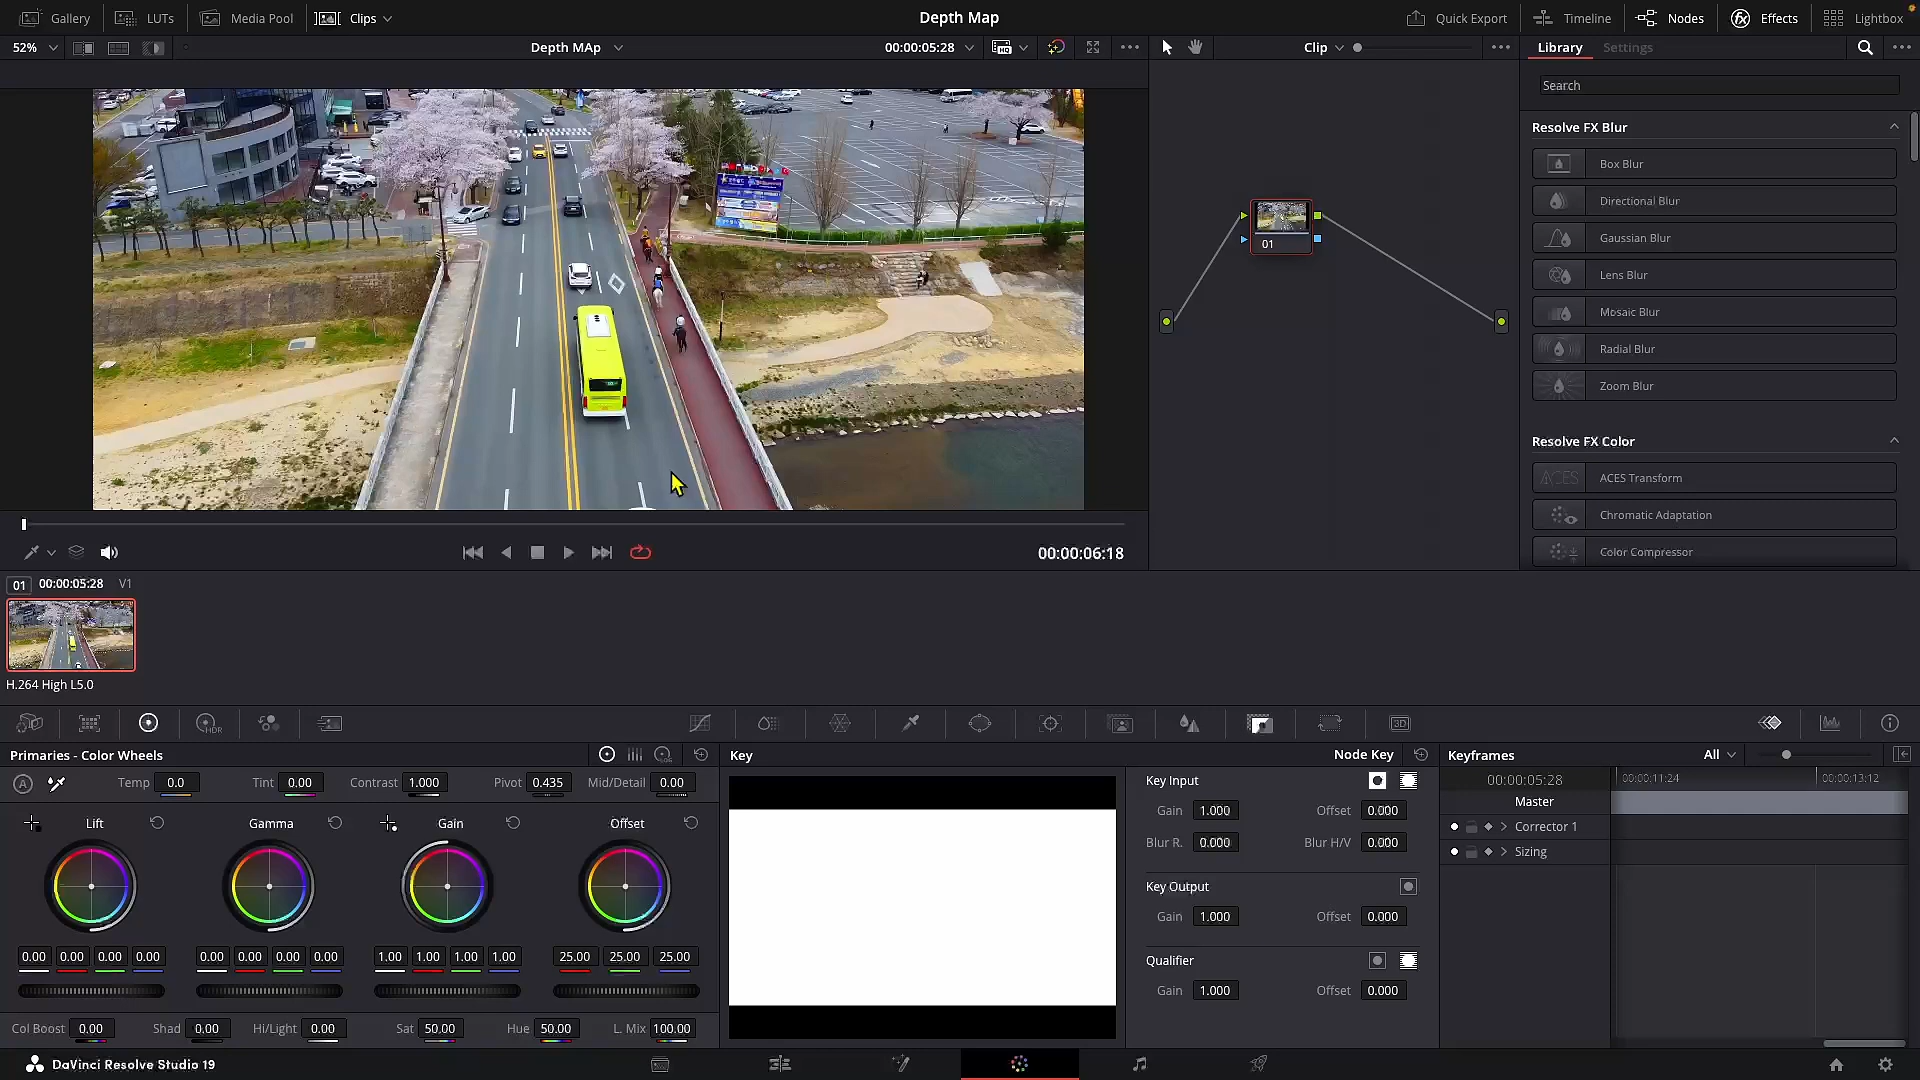 Gallery LUTs Media Pool Clips Depth Map Quick Export Timeline Nodes Effects Lightbox
52% Depth MAp 00:00:05:28 Clip Library Settings
Search
Resolve FX Blur
Box Blur
Directional Blur
Gaussian Blur
Lens Blur
Mosaic Blur
Radial Blur
Zoom Blur
01
Resolve FX Color
ACES ACES Transform
Chromatic Adaptation
Color Compressor
00:00:06:18
01 00:00:05:28 V1
H.264 High L5.0
HDR 3D
Primaries - Color Wheels Key Node Key Keyframes All
A Temp 0.0 Tint 0.00 Contrast 1.000 Pivot 0.435 Mid/Detail 0.00
Lift Gamma Gain Offset
0.00 0.00 0.00 0.00 0.00 0.00 0.00 0.00 1.00 1.00 1.00 1.00 25.00 25.00 25.00
Col Boost 0.00 Shad 0.00 Hi/Light 0.00 Sat 50.00 Hue 50.00 L. Mix 100.00
Key Input
Gain 1.000 Offset 0.000
Blur R. 0.000 Blur H/V 0.000
Key Output
Gain 1.000 Offset 0.000
Qualifier
Gain 1.000 Offset 0.000
00:00:05:28 00:00:11:24 00:00:13:12
Master
Corrector 1
Sizing
DaVinci Resolve Studio 19